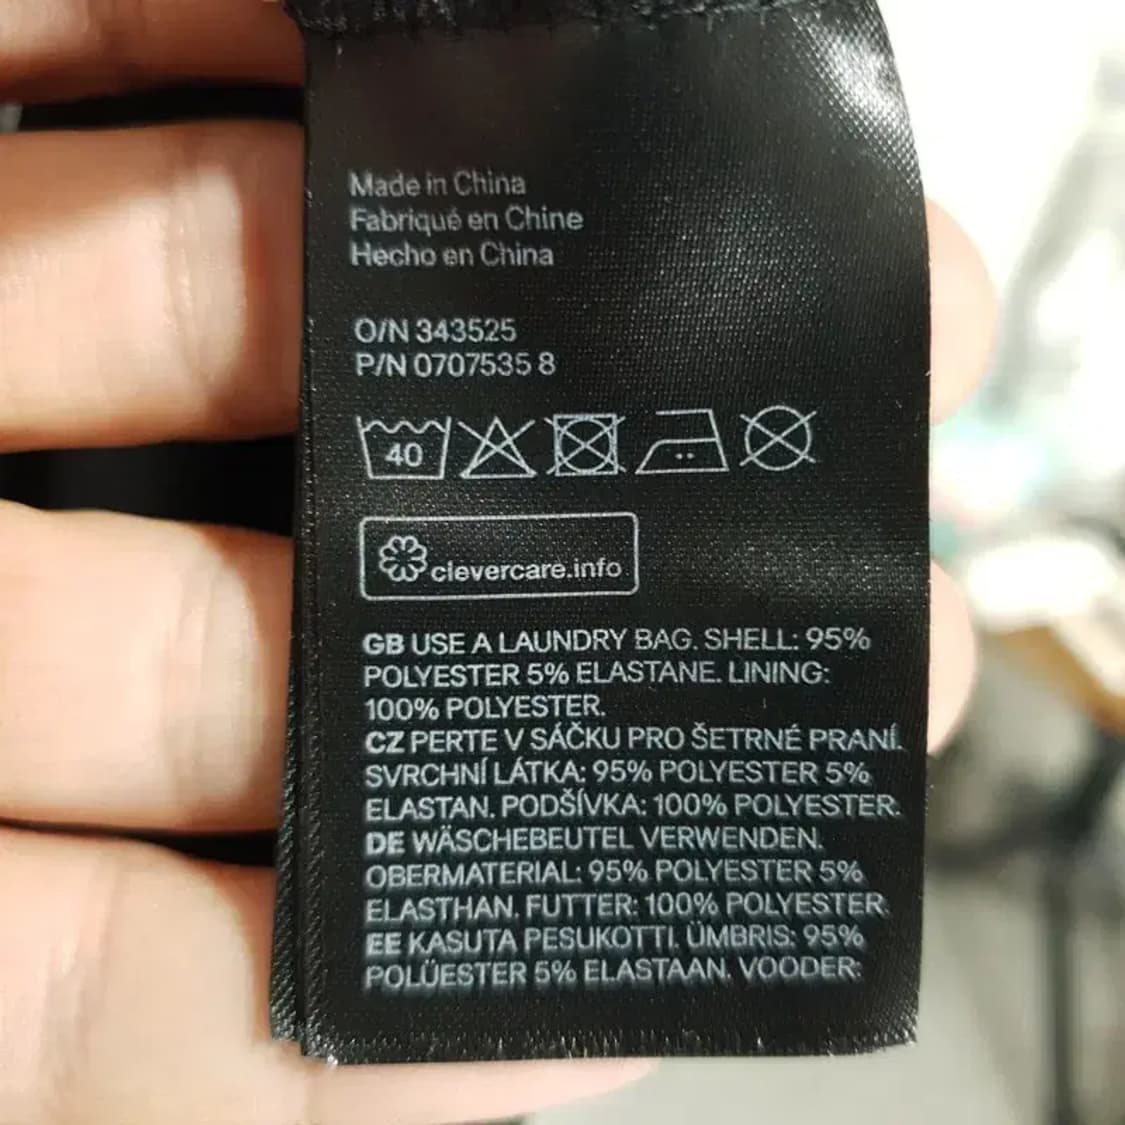 Made in China
Fabriqué en Chine
Hecho en China
O/N 343525
P/N 0707535 8
40
clevercare.info
GB USE A LAUNDRY BAG. SHELL: 95%
POLYESTER 5% ELASTANE. LINING:
100% POLYESTER.
CZ PERTE V SÁČKU PRO ŠETRNÉ PRANÍ.
SVRCHNÍ LÁTKA: 95% POLYESTER 5%
ELASTAN. PODŠÍVKA: 100% POLYESTER.
DE WÄSCHEBEUTEL VERWENDEN.
OBERMATERIAL: 95% POLYESTER 5%
ELASTHAN. FUTTER: 100% POLYESTER.
EE KASUTA PESUKOTTI. ÜMBRIS: 95%
POLÜESTER 5% ELASTAAN. VOODER: